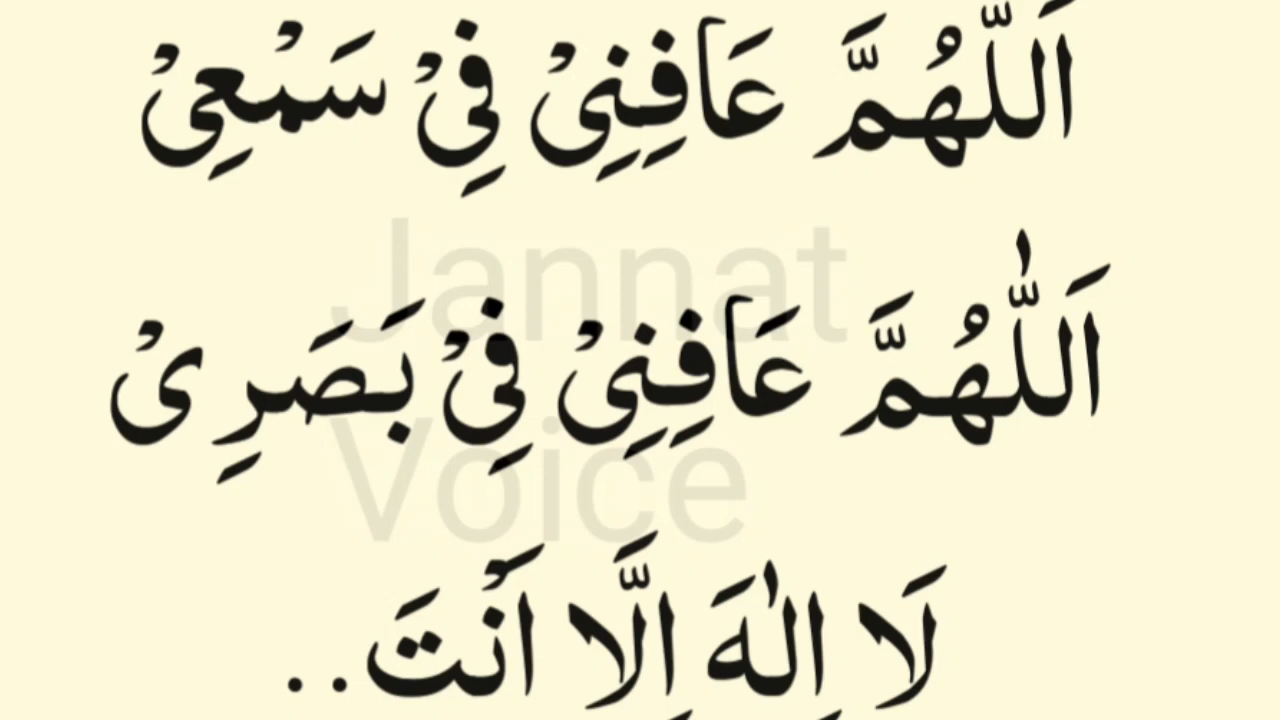 اَللّٰهُمَّ عَافِنِیْ فِیْ سَمْعِیْ
Jannat
اَللّٰهُمَّ عَافِنِیْ فِیْ بَصَرِیْ
Voice
لَا اِلٰهَ اِلَّا اَنْتَ..